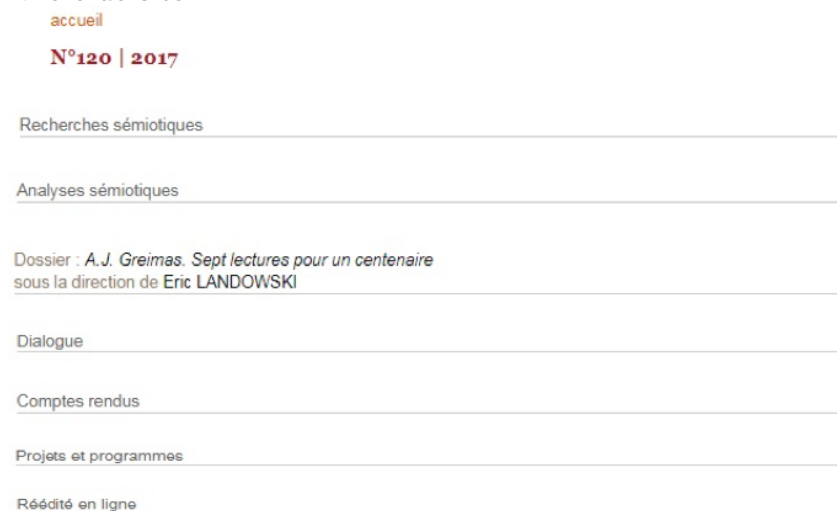 accueil
N°120 | 2017
Recherches sémiotiques
Analyses sémiotiques
Dossier : A.J. Greimas. Sept lectures pour un centenaire
sous la direction de Eric LANDOWSKI
Dialogue
Comptes rendus
Projets et programmes
Réédité en ligne